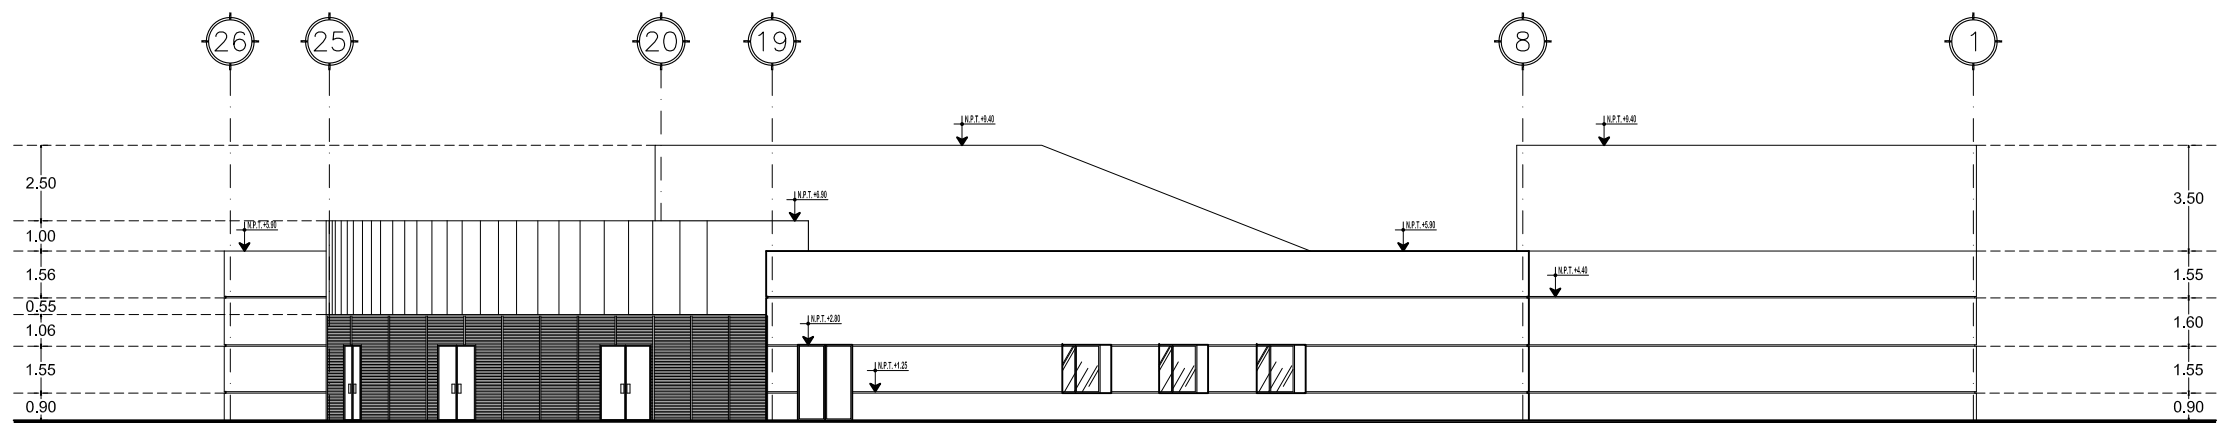 26 25 20 19 8 1
N.P.T. +9.40 N.P.T. +9.40
2.50 3.50
N.P.T. +6.90
N.P.T. +5.90 N.P.T. +5.90
1.00
N.P.T. +4.40
1.56 1.55
0.55
N.P.T. +2.80
1.06 1.60
N.P.T. +1.25
1.55 1.55
0.90 0.90